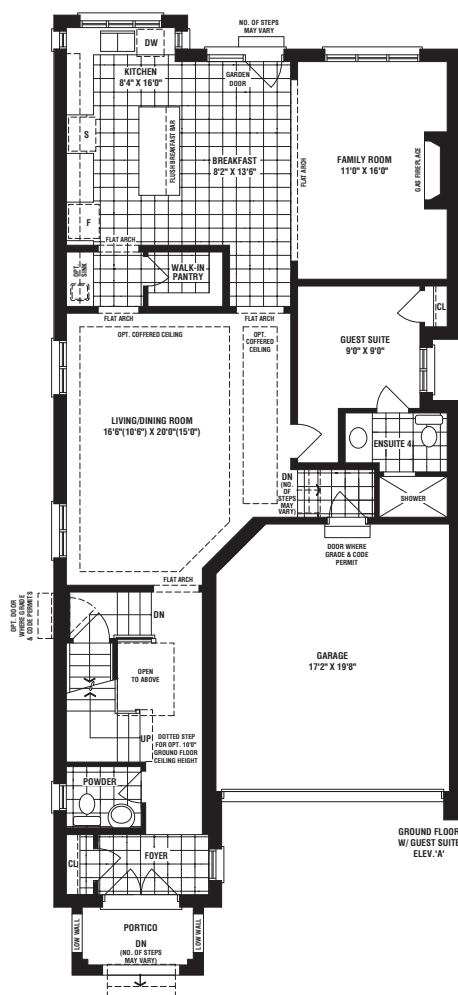 NO. OF STEPS
MAY VARY
DW
KITCHEN
8'4" X 16'0"
GARDEN
DOOR
S
FLUSH BREAKFAST BAR
BREAKFAST
8'2" X 13'6"
FLAT ARCH
FAMILY ROOM
11'0" X 16'0"
GAS FIREPLACE
F
FLAT ARCH
OPT.
SINK
WALK-IN
PANTRY
FLAT ARCH
FLAT ARCH
CL
OPT. COFFERED CEILING
OPT.
COFFERED
CEILING
GUEST SUITE
9'0" X 9'0"
LIVING/DINING ROOM
16'6"(10'6") X 20'0"(15'0")
ENSUITE 4
DN
(NO.
OF
STEPS
MAY
VARY)
SHOWER
DOOR WHERE
GRADE & CODE
PERMIT
FLAT ARCH
OPT. DOOR
WHERE GRADE
& CODE PERMITS
DN
OPEN
TO ABOVE
GARAGE
17'2" X 19'8"
UP
DOTTED STEP
FOR OPT. 10'0"
GROUND FLOOR
CEILING HEIGHT
POWDER
CL
FOYER
GROUND FLOOR
W/ GUEST SUITE
ELEV. 'A'
LOW WALL
PORTICO
LOW WALL
DN
(NO. OF STEPS
MAY VARY)